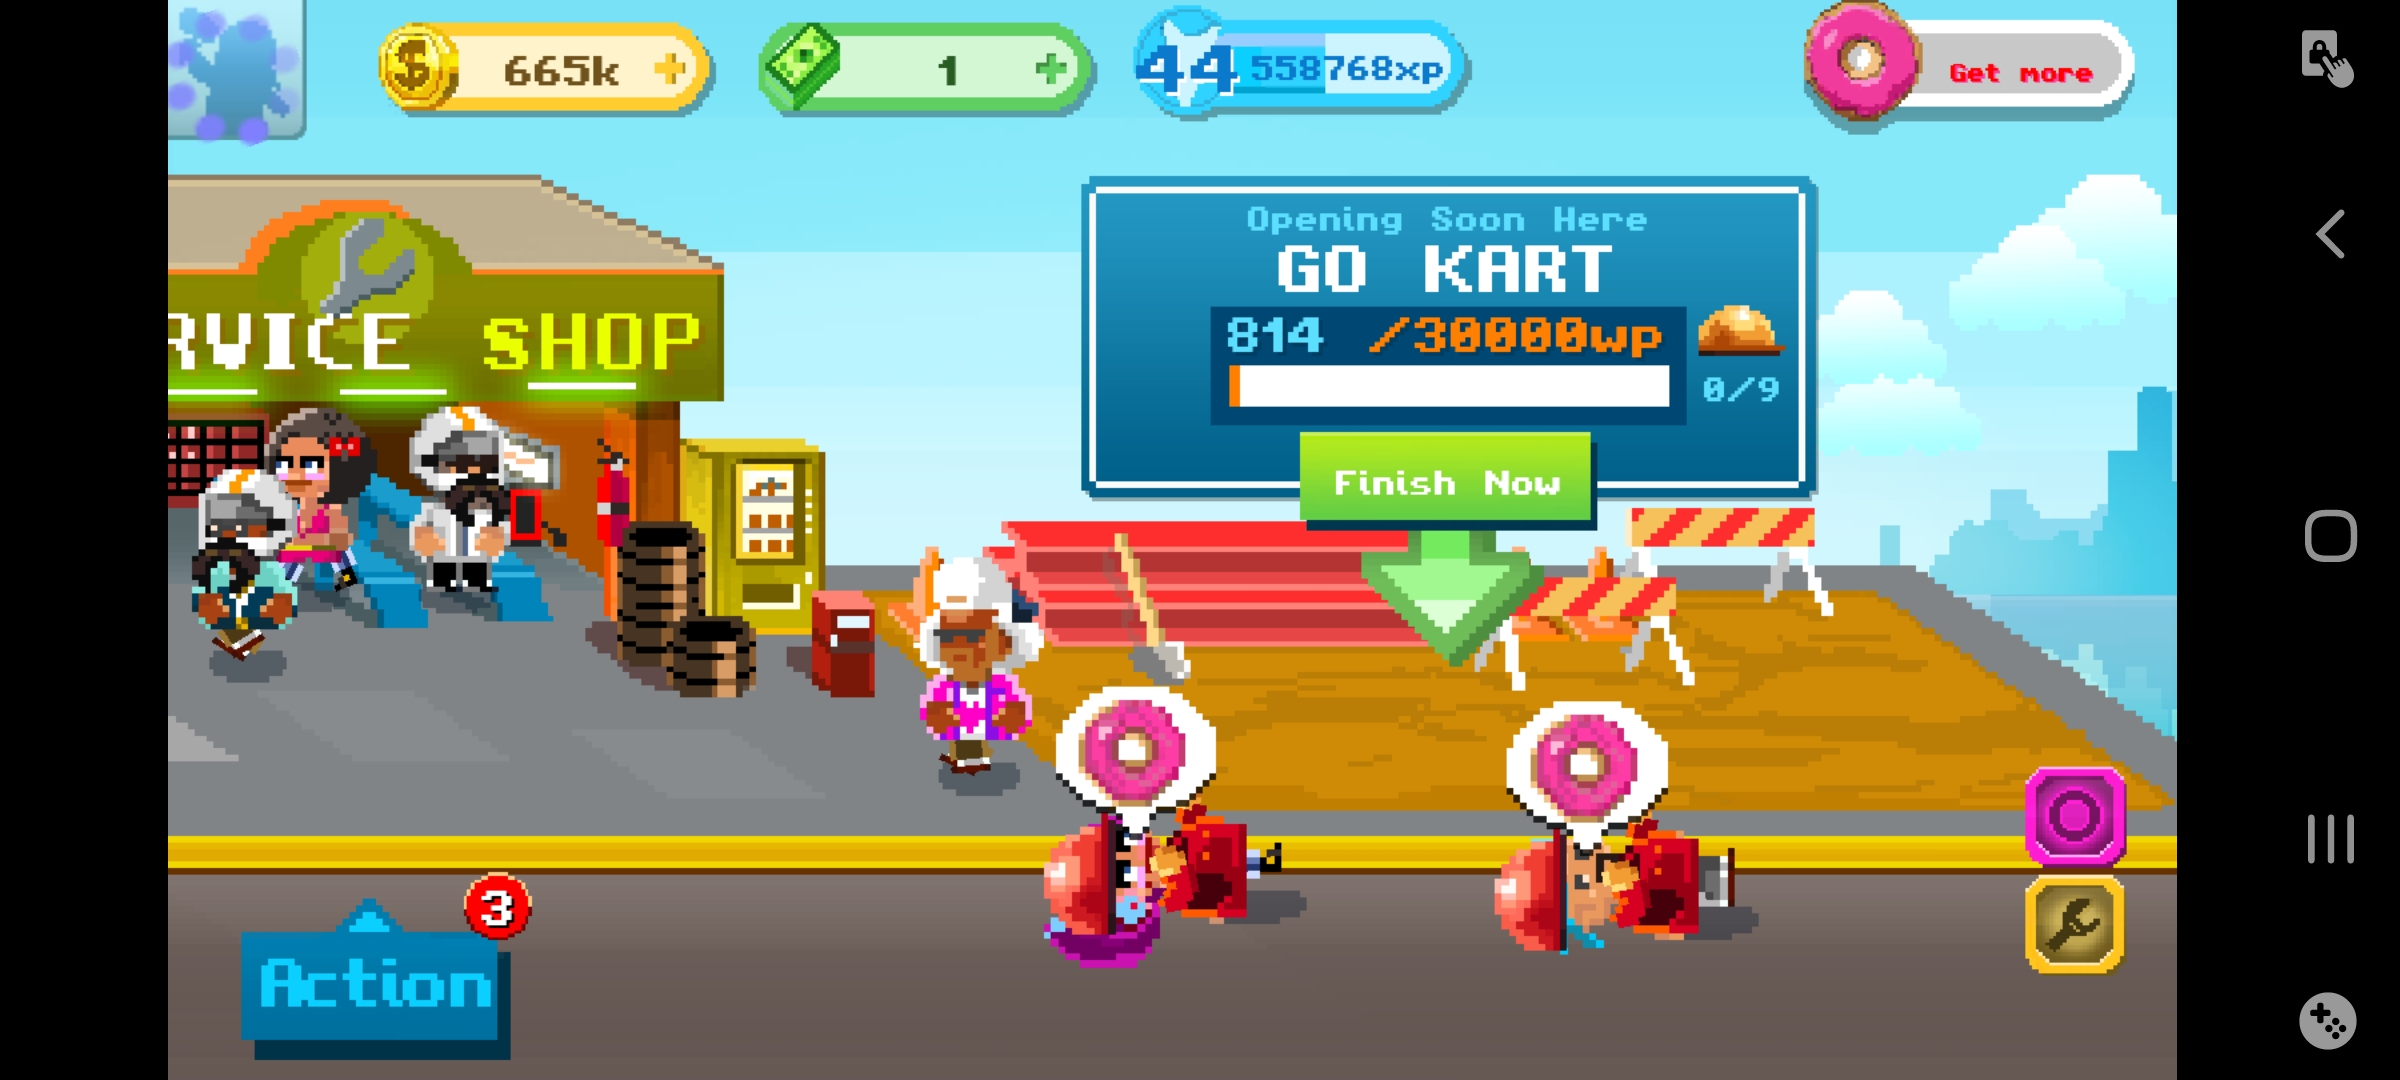 665k
1
44 558768xp
Get more
Opening Soon Here
GO KART
814 /30000wp
0/9
Finish Now
RVICE SHOP
3
Action